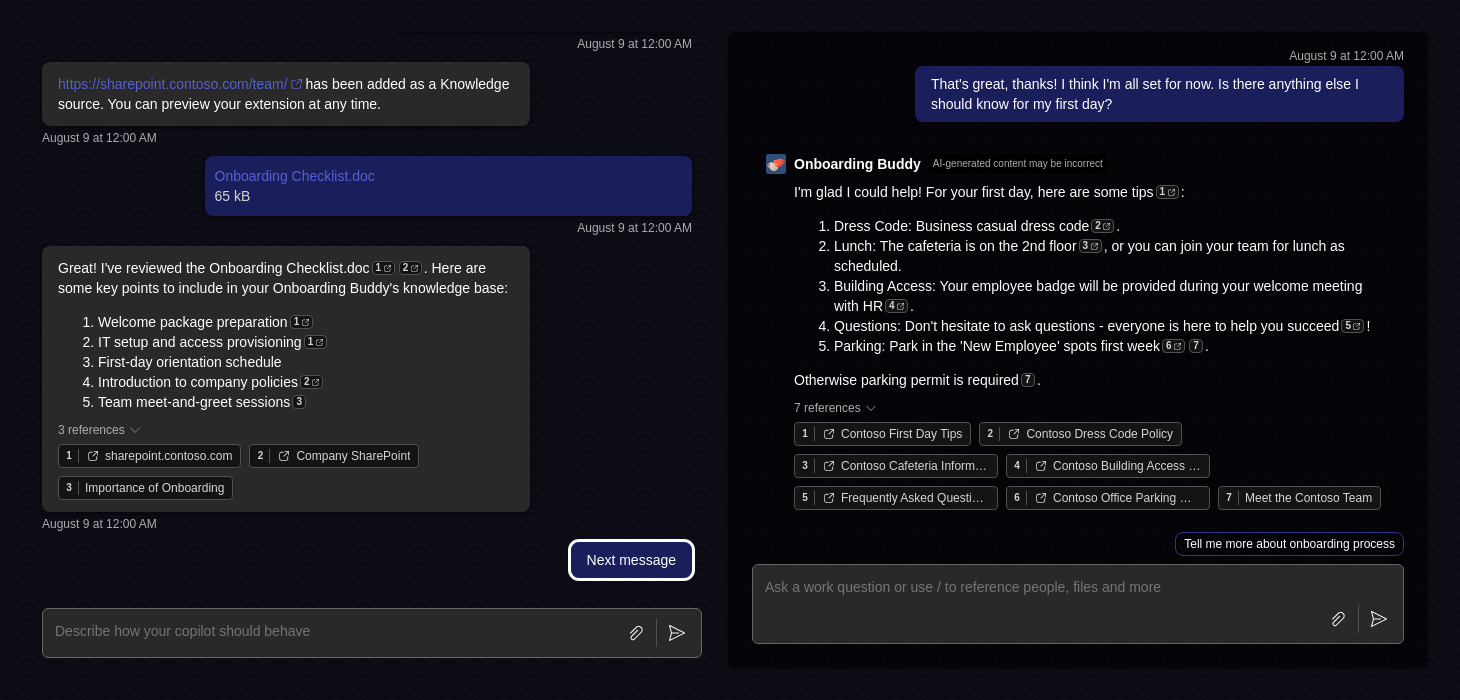 August 9 at 12:00 AM
https://sharepoint.contoso.com/team/ has been added as a Knowledge
source. You can preview your extension at any time.
August 9 at 12:00 AM
Onboarding Checklist.doc
65 kB
August 9 at 12:00 AM
Great! I've reviewed the Onboarding Checklist.doc 1 2 . Here are
some key points to include in your Onboarding Buddy's knowledge base:
1. Welcome package preparation 1
2. IT setup and access provisioning 1
3. First-day orientation schedule
4. Introduction to company policies 2
5. Team meet-and-greet sessions 3
3 references
1 sharepoint.contoso.com 2 Company SharePoint
3 Importance of Onboarding
August 9 at 12:00 AM
Next message
Describe how your copilot should behave
August 9 at 12:00 AM
That's great, thanks! I think I'm all set for now. Is there anything else I
should know for my first day?
Onboarding Buddy AI-generated content may be incorrect
I'm glad I could help! For your first day, here are some tips 1 :
1. Dress Code: Business casual dress code 2 .
2. Lunch: The cafeteria is on the 2nd floor 3 , or you can join your team for lunch as
scheduled.
3. Building Access: Your employee badge will be provided during your welcome meeting
with HR 4 .
4. Questions: Don't hesitate to ask questions - everyone is here to help you succeed 5 !
5. Parking: Park in the 'New Employee' spots first week 6 7 .
Otherwise parking permit is required 7 .
7 references
1 Contoso First Day Tips 2 Contoso Dress Code Policy
3 Contoso Cafeteria Inform… 4 Contoso Building Access …
5 Frequently Asked Questi… 6 Contoso Office Parking … 7 Meet the Contoso Team
Tell me more about onboarding process
Ask a work question or use / to reference people, files and more